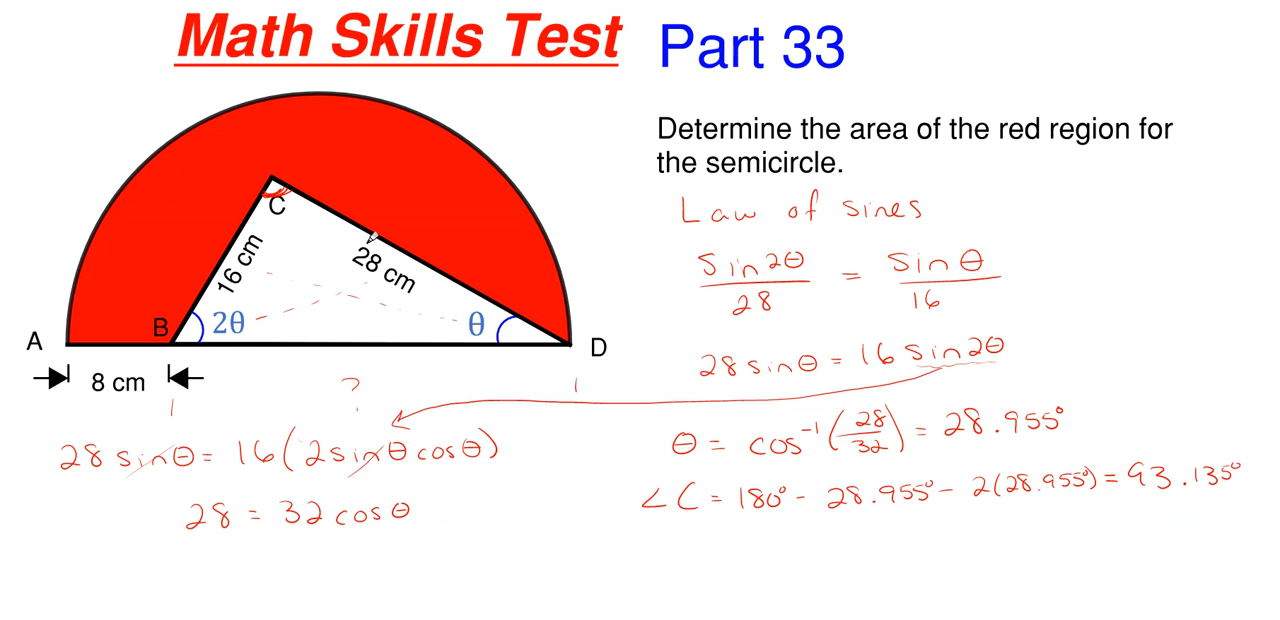 Math Skills Test
Part 33
Determine the area of the red region for
the semicircle.
C
16 cm
28 cm
B
2θ
θ
A
D
8 cm
?
Law of sines
sin2θ / 28 = sinθ / 16
28 sinθ = 16 sin2θ
28 sinθ = 16(2sinθcosθ)
28 = 32 cosθ
θ = cos⁻¹(28/32) = 28.955°
∠C = 180° - 28.955° - 2(28.955°) = 93.135°